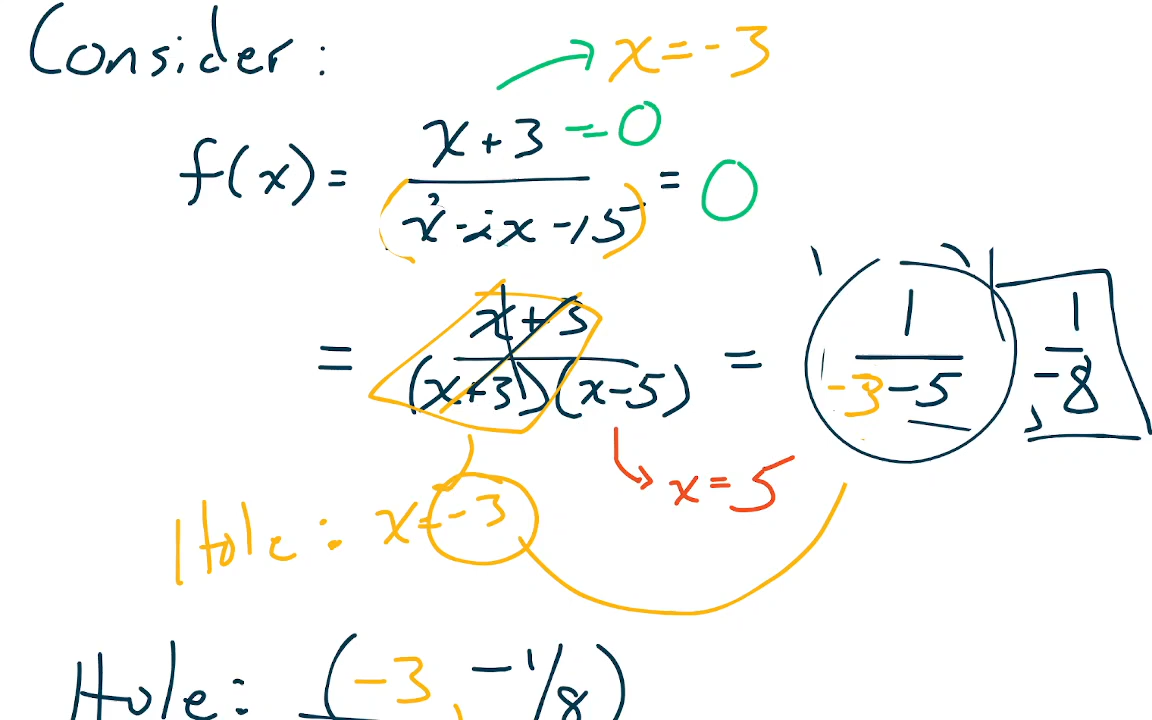 Consider:
x = -3
x + 3 = 0
f(x) = = 0
(x² - 2x - 15)
x + 3
= =
(x + 3)(x - 5)
1
-3 - 5
1
-8
x = 5
Hole: x = -3
Hole: (-3, -1/8)